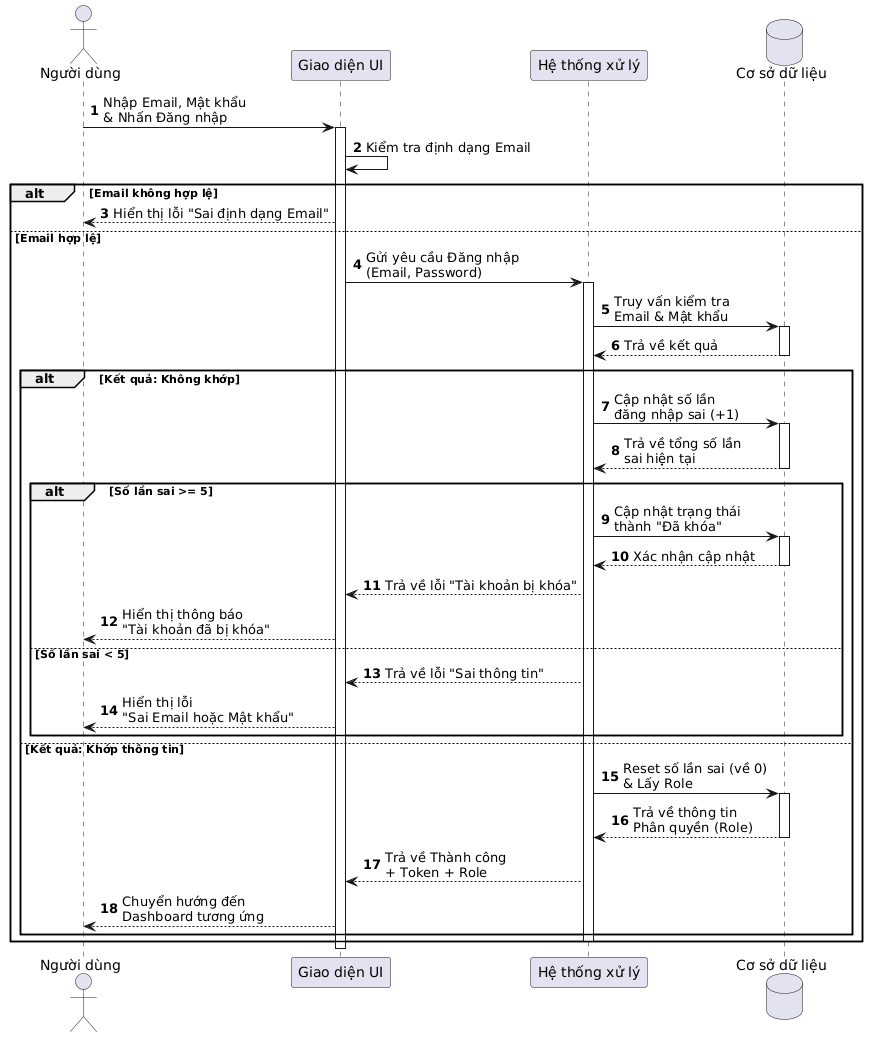 Người dùng
Giao diện UI
Hệ thống xử lý
Cơ sở dữ liệu
1 Nhập Email, Mật khẩu
& Nhấn Đăng nhập
2 Kiểm tra định dạng Email
alt [Email không hợp lệ]
3 Hiển thị lỗi "Sai định dạng Email"
[Email hợp lệ]
4 Gửi yêu cầu Đăng nhập
(Email, Password)
5 Truy vấn kiểm tra
Email & Mật khẩu
6 Trả về kết quả
alt [Kết quả: Không khớp]
7 Cập nhật số lần
đăng nhập sai (+1)
8 Trả về tổng số lần
sai hiện tại
alt [Số lần sai >= 5]
9 Cập nhật trạng thái
thành "Đã khóa"
10 Xác nhận cập nhật
11 Trả về lỗi "Tài khoản bị khóa"
12 Hiển thị thông báo
"Tài khoản đã bị khóa"
[Số lần sai < 5]
13 Trả về lỗi "Sai thông tin"
14 Hiển thị lỗi
"Sai Email hoặc Mật khẩu"
[Kết quả: Khớp thông tin]
15 Reset số lần sai (về 0)
& Lấy Role
16 Trả về thông tin
Phân quyền (Role)
17 Trả về Thành công
+ Token + Role
18 Chuyển hướng đến
Dashboard tương ứng
Người dùng
Giao diện UI
Hệ thống xử lý
Cơ sở dữ liệu